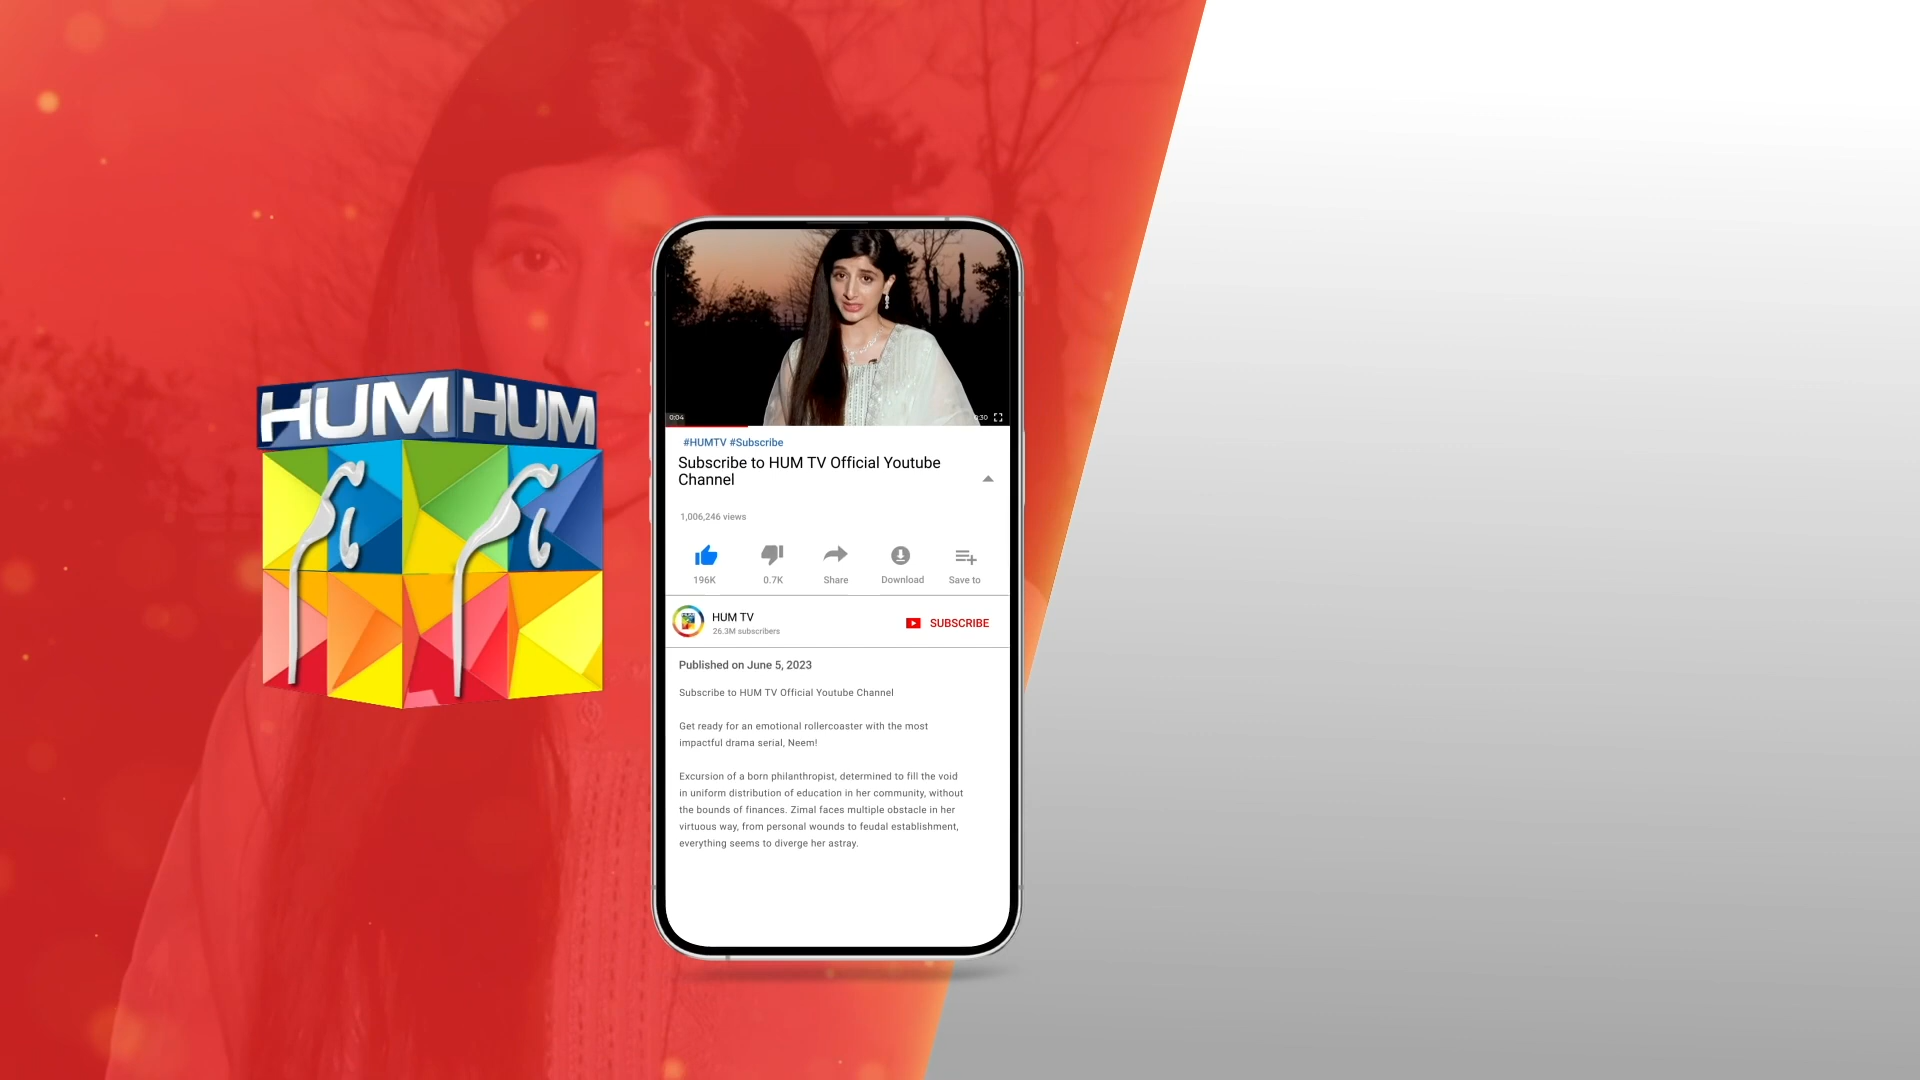 HUM HUM
0:04
0:30
#HUMTV #Subscribe
Subscribe to HUM TV Official Youtube
Channel
1,006,246 views
196K
0.7K
Share
Download
Save to
HUM TV
26.3M subscribers
SUBSCRIBE
Published on June 5, 2023
Subscribe to HUM TV Official Youtube Channel
Get ready for an emotional rollercoaster with the most
impactful drama serial, Neem!
Excursion of a born philanthropist, determined to fill the void
in uniform distribution of education in her community, without
the bounds of finances. Zimal faces multiple obstacle in her
virtuous way, from personal wounds to feudal establishment,
everything seems to diverge her astray.